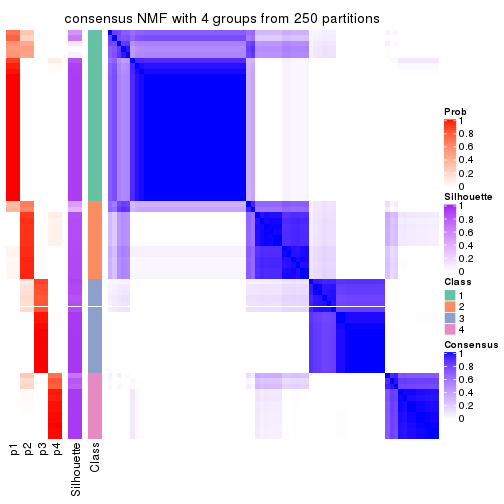 consensus NMF with 4 groups from 250 partitions
Prob
1
0.8
0.6
0.4
0.2
0
Silhouette
1
0.8
0.6
0.4
0.2
0
Class
1
2
3
4
Consensus
1
0.8
0.6
0.4
0.2
0
p1
p2
p3
p4
Silhouette
Class